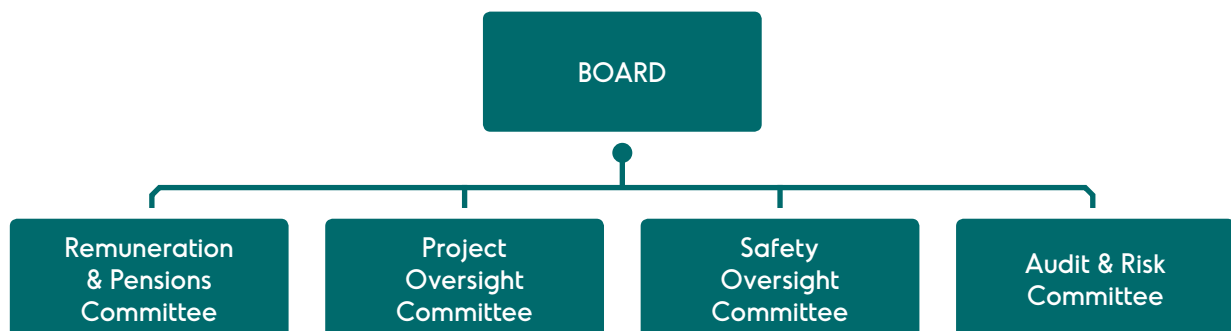 BOARD
Remuneration
& Pensions
Committee
Project
Oversight
Committee
Safety
Oversight
Committee
Audit & Risk
Committee